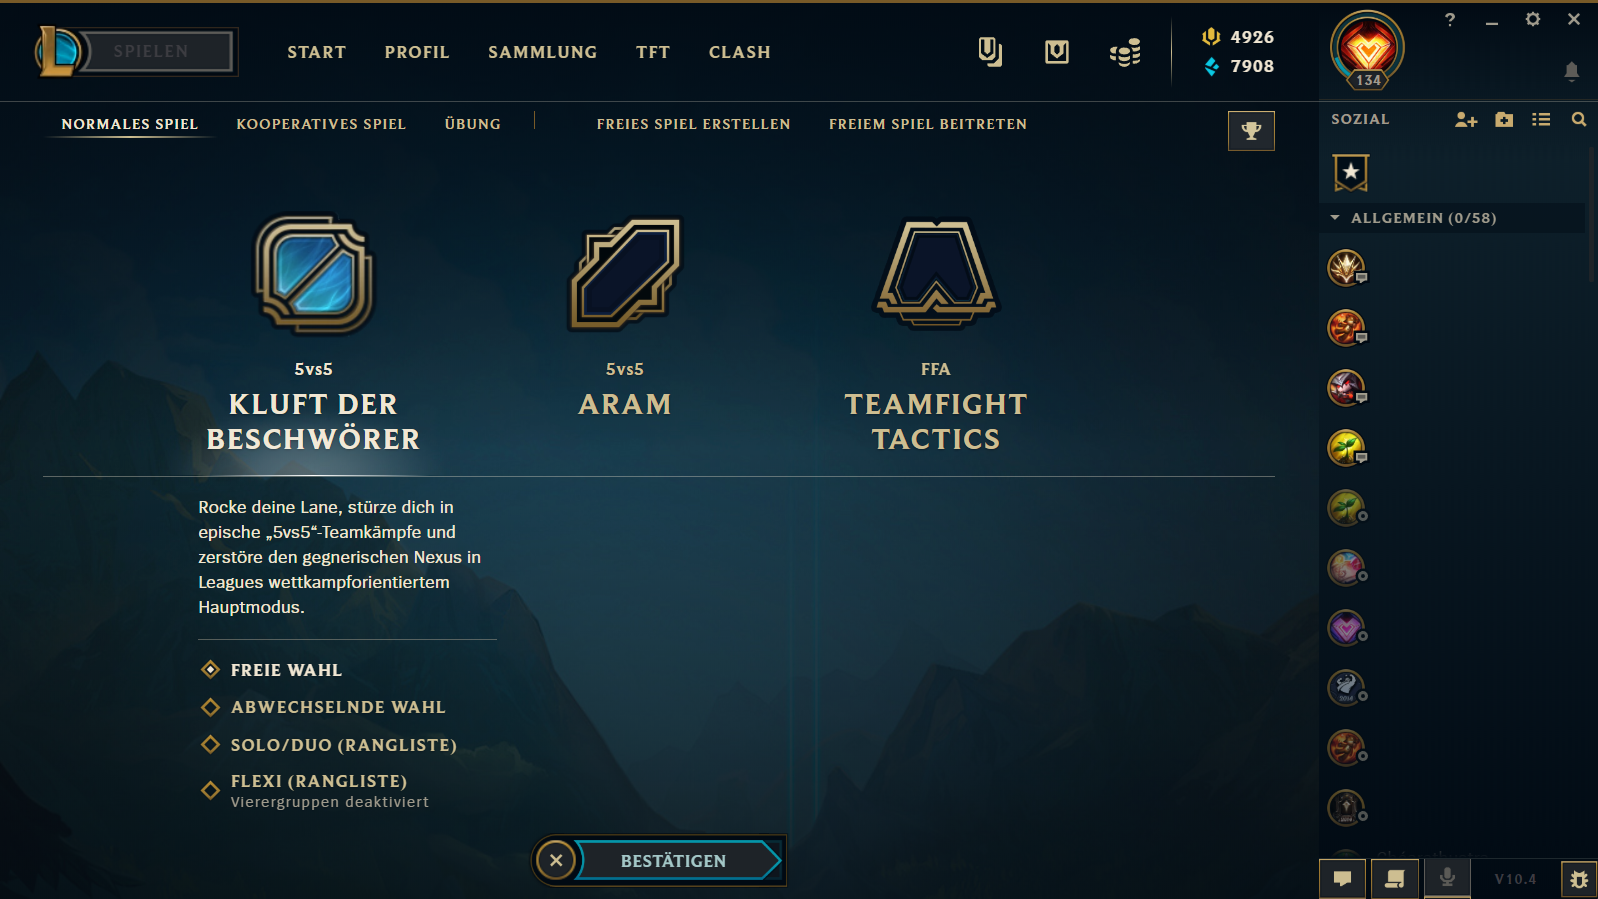 SPIELEN
START PROFIL SAMMLUNG TFT CLASH
4926
7908
?
134
NORMALES SPIEL KOOPERATIVES SPIEL ÜBUNG FREIES SPIEL ERSTELLEN FREIEM SPIEL BEITRETEN
SOZIAL
ALLGEMEIN (0/58)
5vs5
KLUFT DER
BESCHWÖRER
5vs5
ARAM
FFA
TEAMFIGHT
TACTICS
Rocke deine Lane, stürze dich in
epische „5vs5“-Teamkämpfe und
zerstöre den gegnerischen Nexus in
Leagues wettkampforientiertem
Hauptmodus.
FREIE WAHL
ABWECHSELNDE WAHL
SOLO/DUO (RANGLISTE)
FLEXI (RANGLISTE)
Vierergruppen deaktiviert
BESTÄTIGEN
V10.4